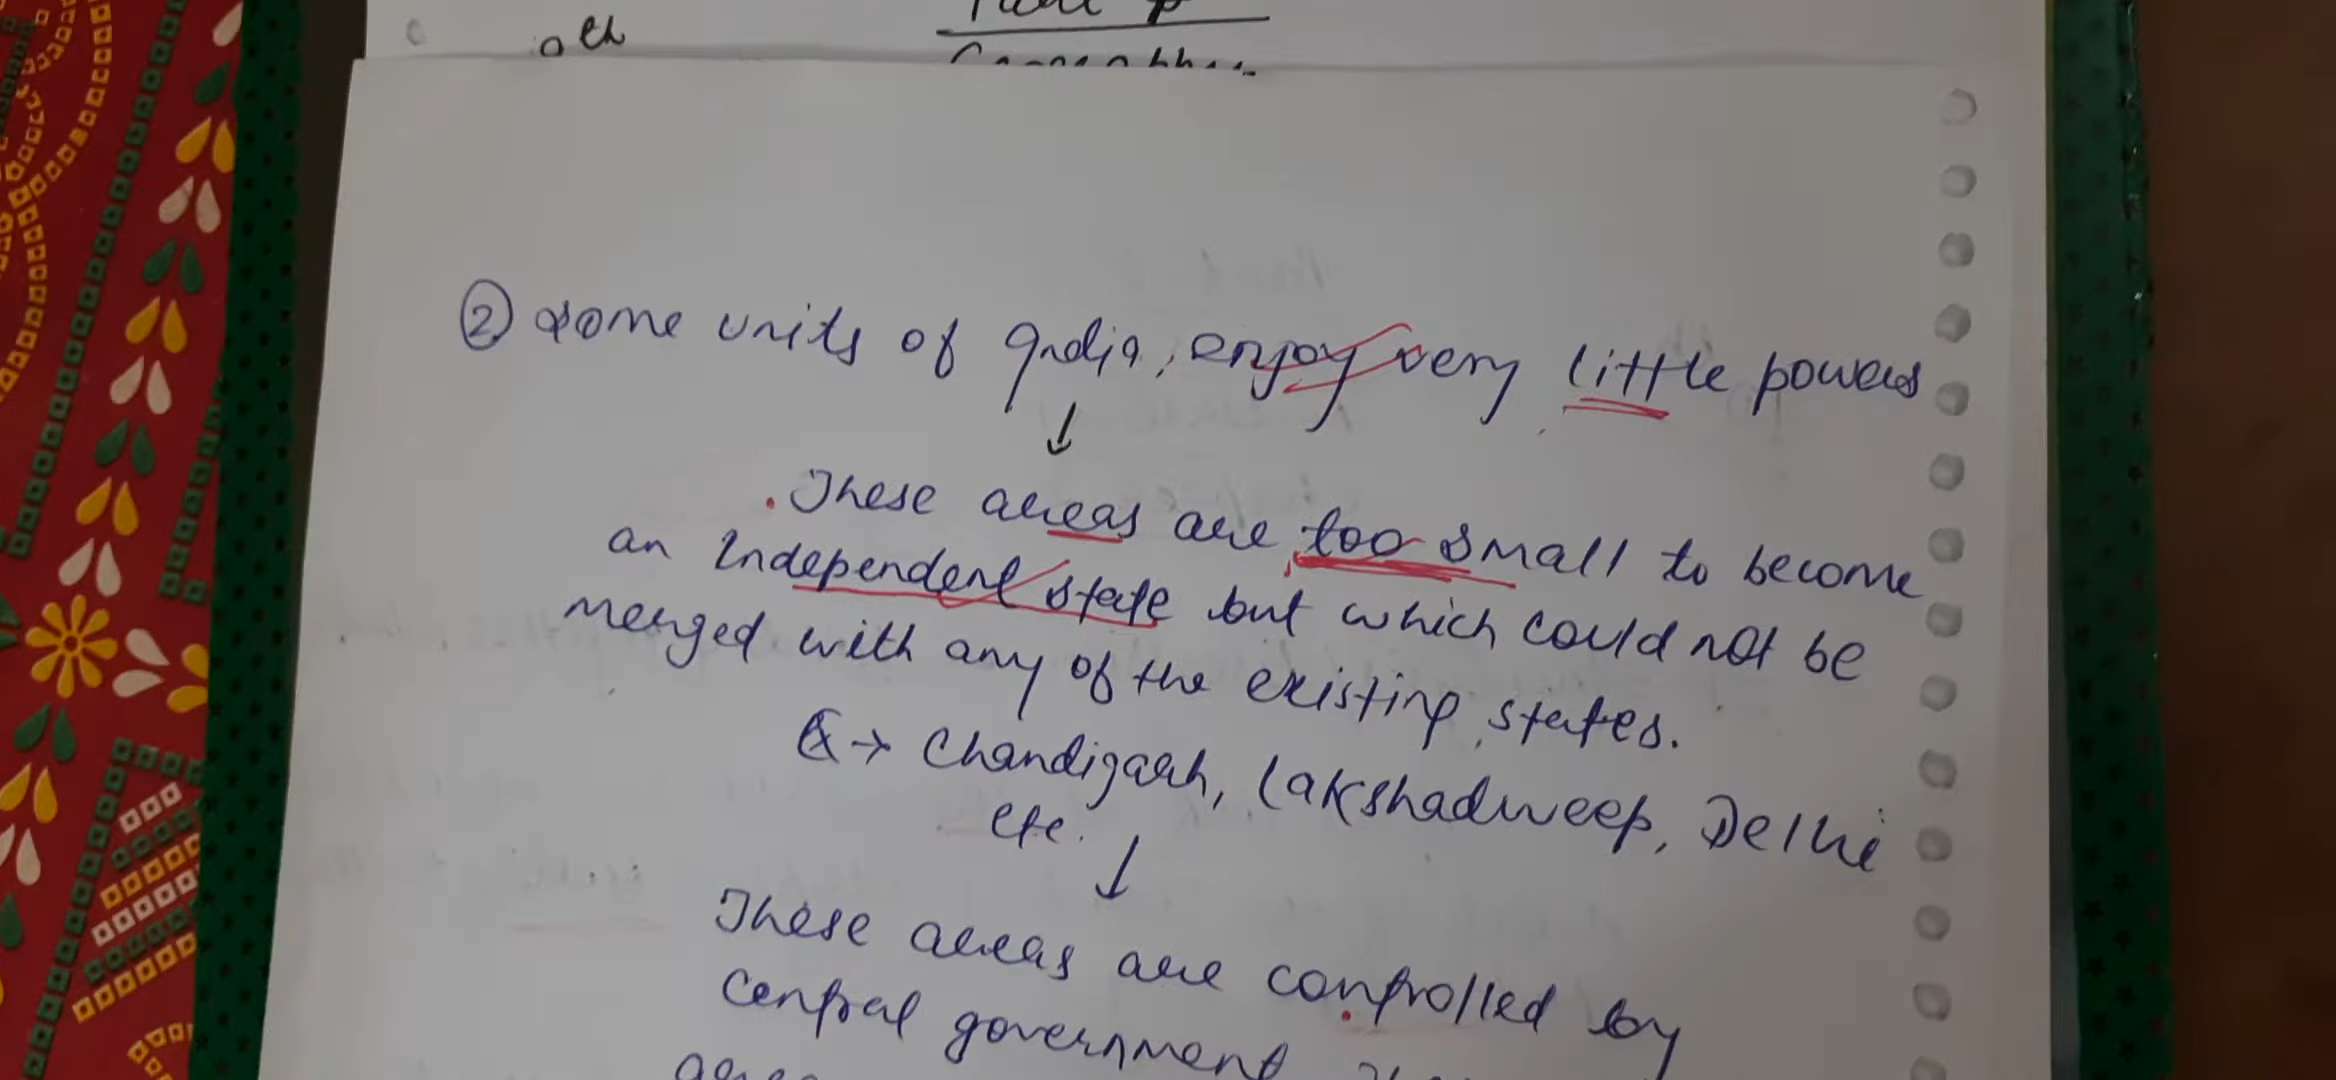 th
② Some units of India, enjoy very little powers
↓
. These areas are too small to become
an Independent state but which could not be
merged with any of the existing states.
Ex → Chandigarh, Lakshadweep, Delhi
etc.
↓
These areas are controlled by
Central government